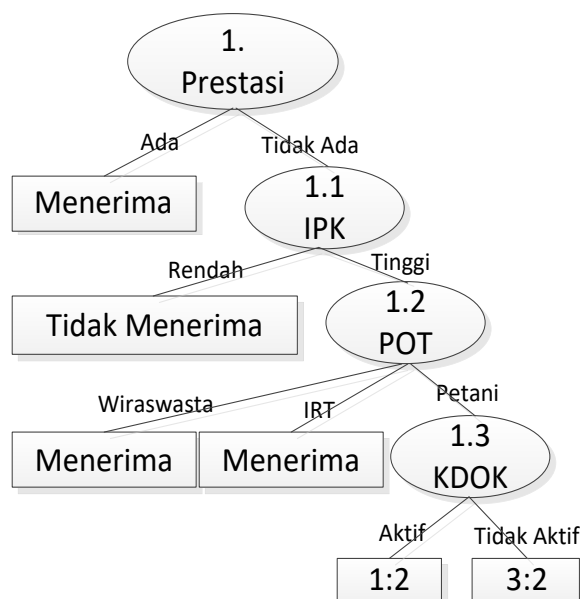 1.
Prestasi
Ada
Tidak Ada
Menerima
1.1
IPK
Rendah
Tinggi
Tidak Menerima
1.2
POT
Wiraswasta
IRT
Petani
Menerima
Menerima
1.3
KDOK
Aktif
Tidak Aktif
1:2
3:2